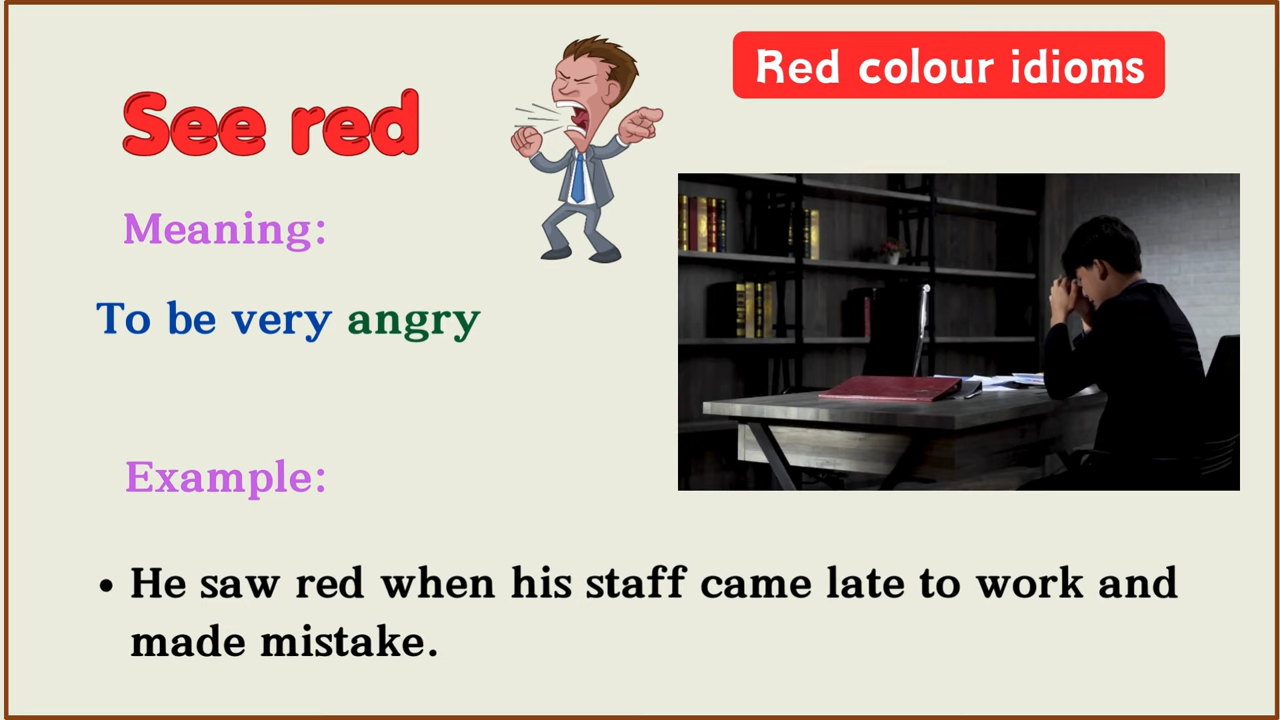 Red colour idioms
See red
Meaning:
To be very angry
Example:
• He saw red when his staff came late to work and
made mistake.